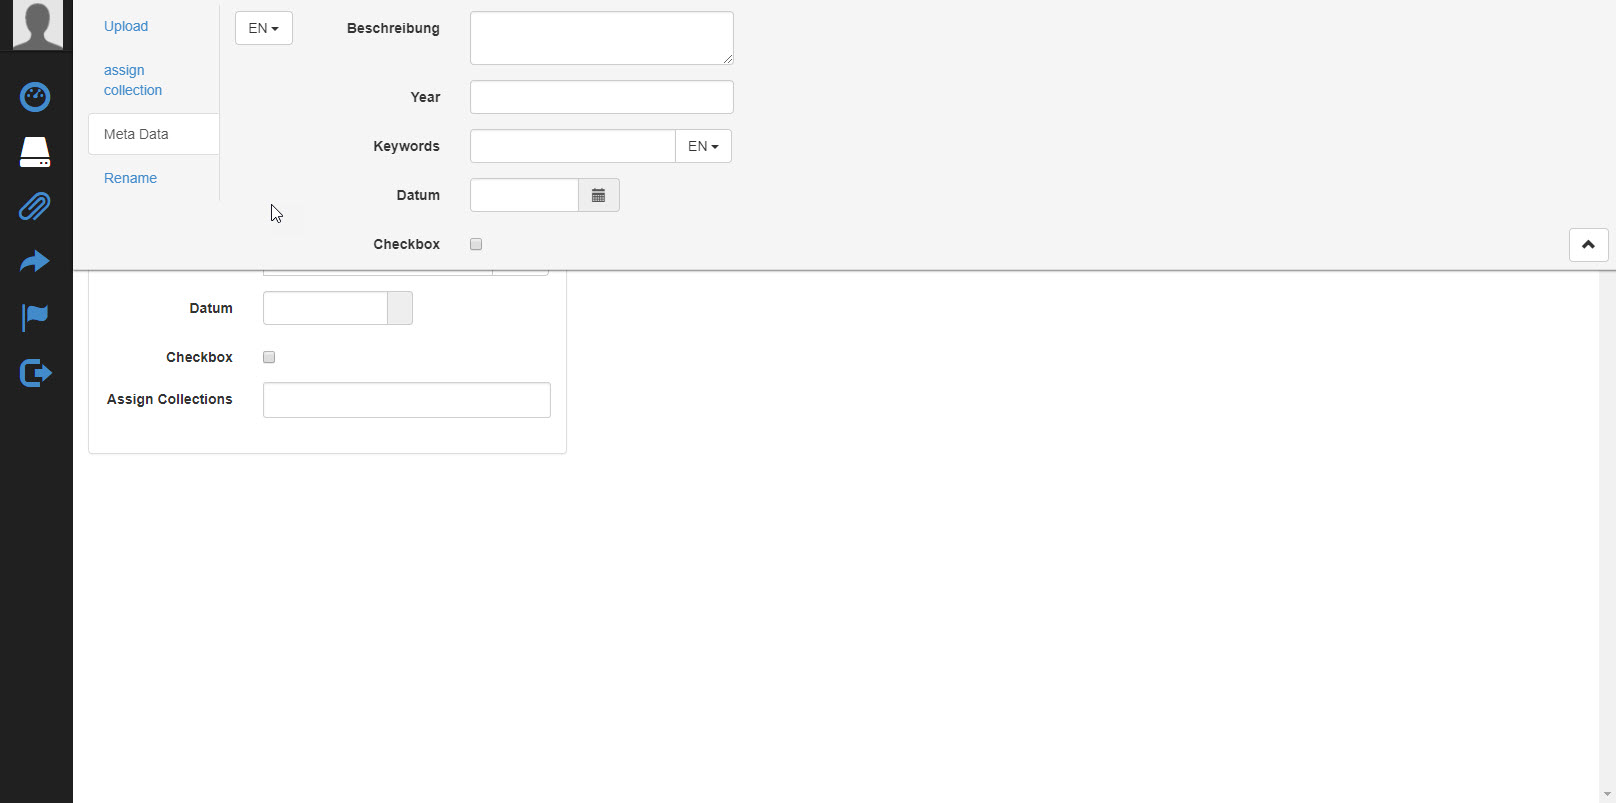 Upload
assign
collection
Meta Data
Rename
EN
Beschreibung
Year
Keywords
EN
Datum
Checkbox
Datum
Checkbox
Assign Collections